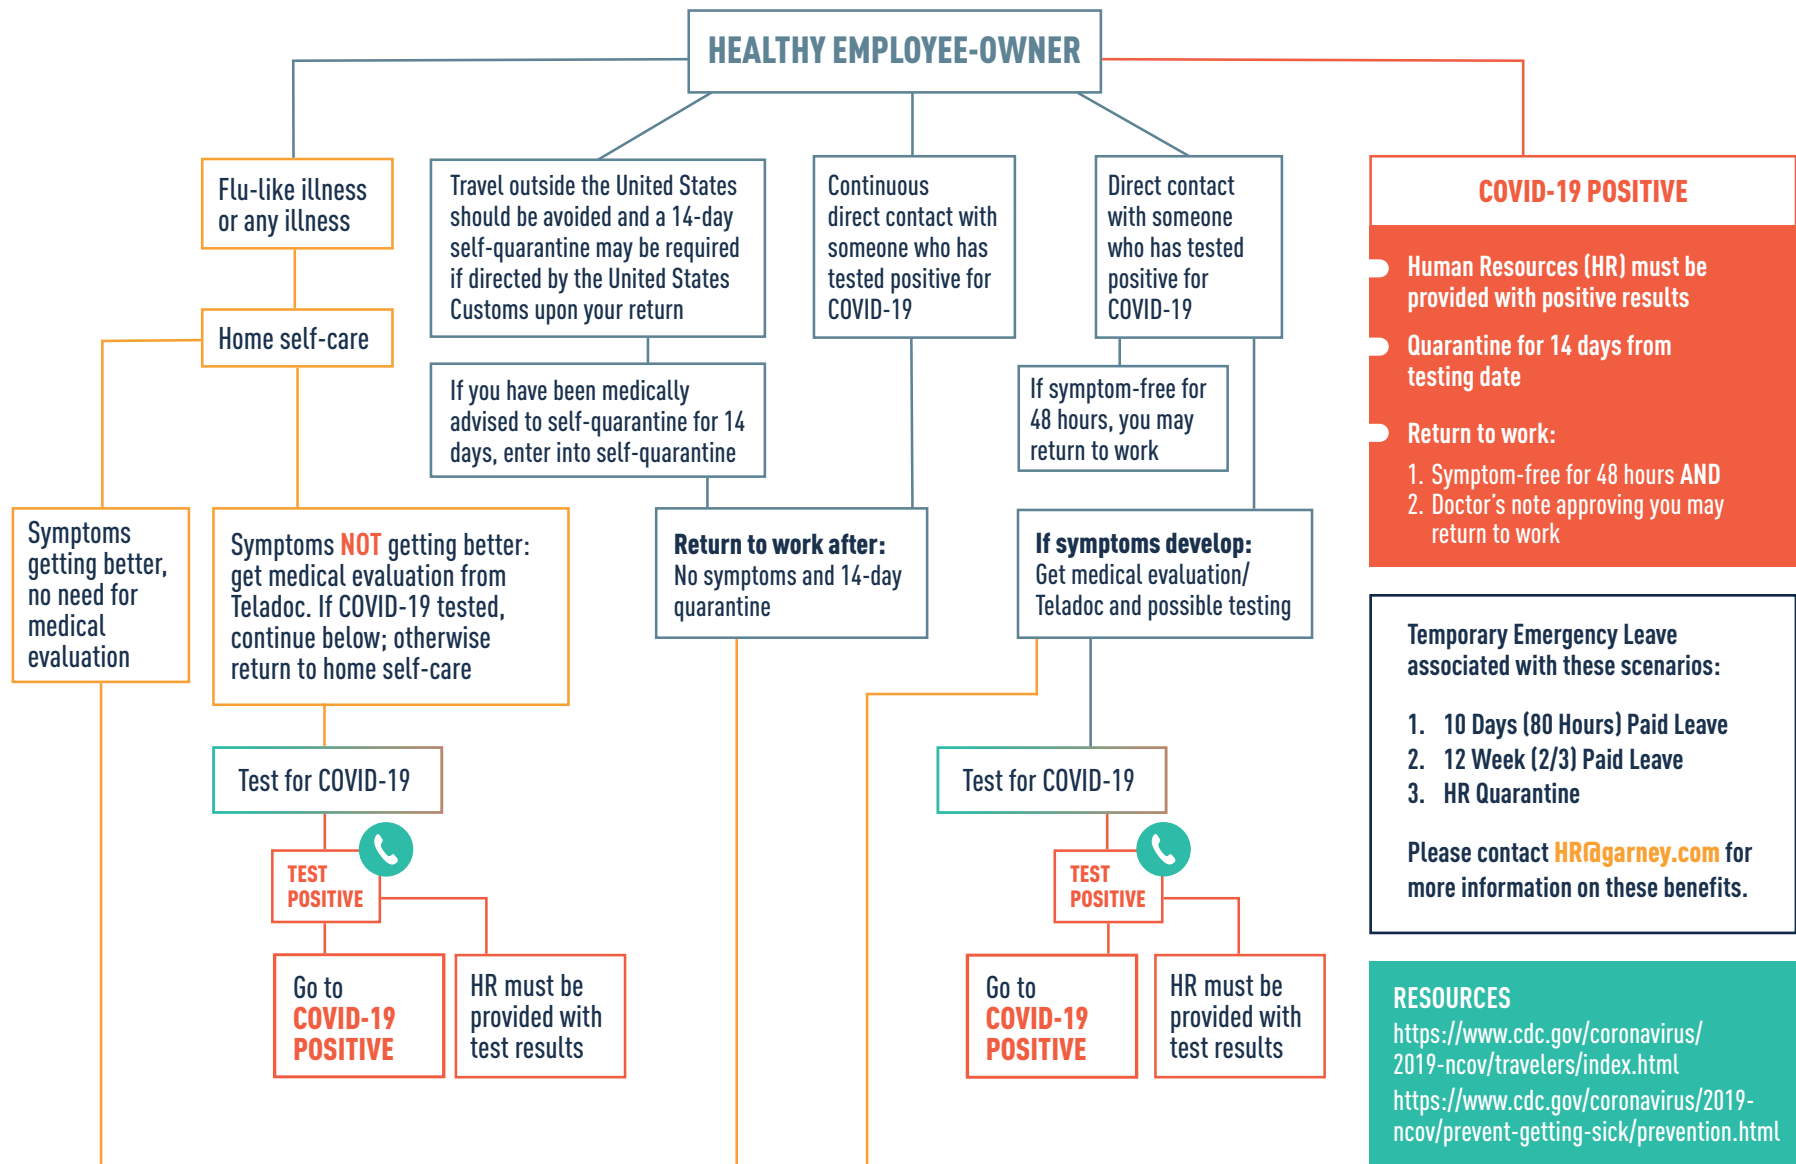 HEALTHY EMPLOYEE-OWNER
Flu-like illness
or any illness
Home self-care
Symptoms
getting better,
no need for
medical
evaluation
Symptoms NOT getting better:
get medical evaluation from
Teladoc. If COVID-19 tested,
continue below; otherwise
return to home self-care
Test for COVID-19
TEST
POSITIVE
Go to
COVID-19
POSITIVE
HR must be
provided with
test results
Travel outside the United States
should be avoided and a 14-day
self-quarantine may be required
if directed by the United States
Customs upon your return
If you have been medically
advised to self-quarantine for 14
days, enter into self-quarantine
Continuous
direct contact with
someone who has
tested positive for
COVID-19
Return to work after:
No symptoms and 14-day
quarantine
Direct contact
with someone
who has tested
positive for
COVID-19
If symptom-free for
48 hours, you may
return to work
If symptoms develop:
Get medical evaluation/
Teladoc and possible testing
Test for COVID-19
TEST
POSITIVE
Go to
COVID-19
POSITIVE
HR must be
provided with
test results
COVID-19 POSITIVE
Human Resources (HR) must be
provided with positive results
Quarantine for 14 days from
testing date
Return to work:
1. Symptom-free for 48 hours AND
2. Doctor's note approving you may
return to work
Temporary Emergency Leave
associated with these scenarios:
1. 10 Days (80 Hours) Paid Leave
2. 12 Week (2/3) Paid Leave
3. HR Quarantine
Please contact HR@garney.com for
more information on these benefits.
RESOURCES
https://www.cdc.gov/coronavirus/
2019-ncov/travelers/index.html
https://www.cdc.gov/coronavirus/2019-
ncov/prevent-getting-sick/prevention.html